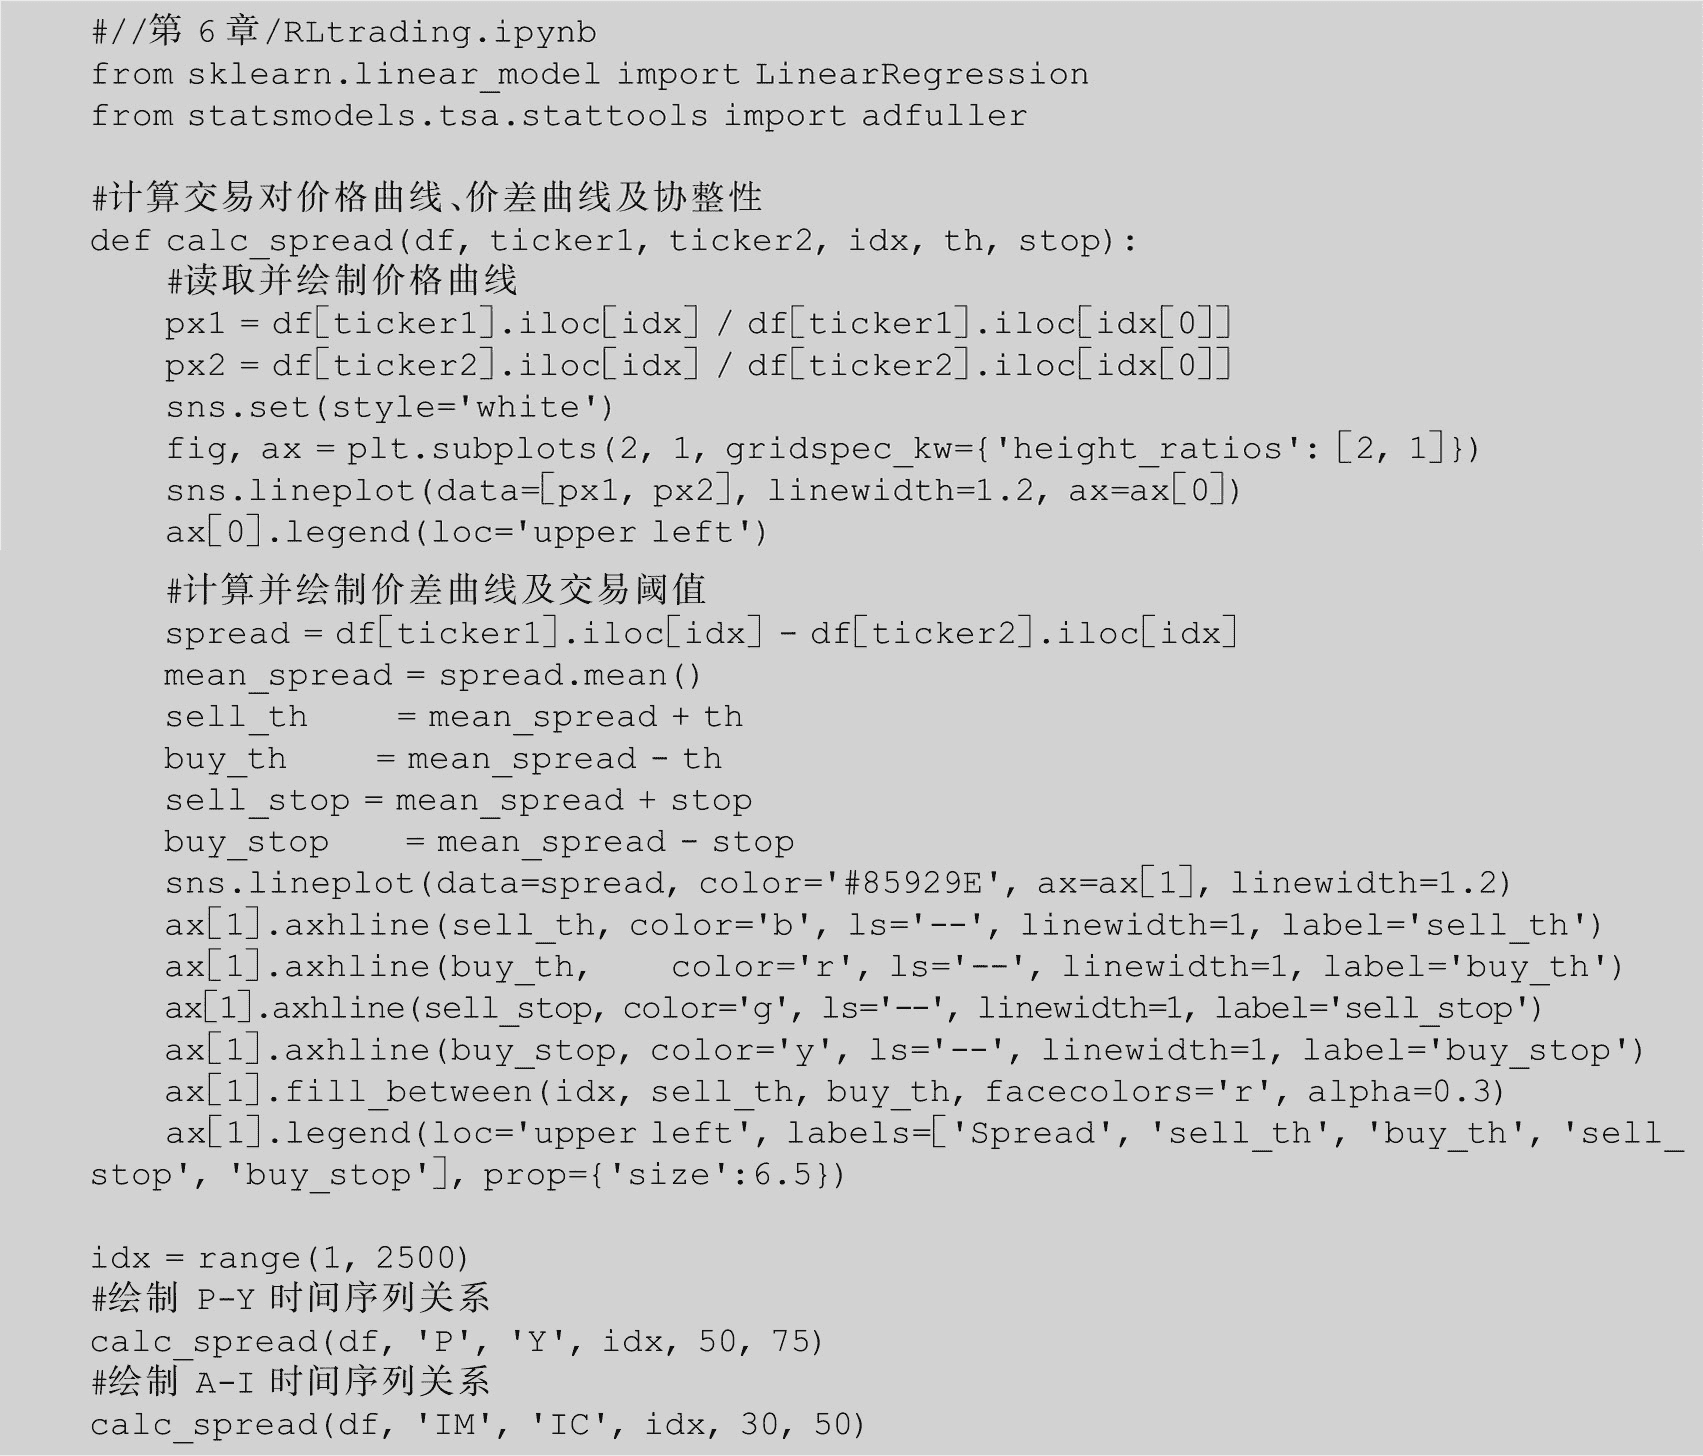 #//第 6 章/RLtrading.ipynb
from sklearn.linear_model import LinearRegression
from statsmodels.tsa.stattools import adfuller

#计算交易对价格曲线、价差曲线及协整性
def calc_spread(df, ticker1, ticker2, idx, th, stop):
    #读取并绘制价格曲线
    px1 = df[ticker1].iloc[idx] / df[ticker1].iloc[idx[0]]
    px2 = df[ticker2].iloc[idx] / df[ticker2].iloc[idx[0]]
    sns.set(style='white')
    fig, ax = plt.subplots(2, 1, gridspec_kw={'height_ratios': [2, 1]})
    sns.lineplot(data=[px1, px2], linewidth=1.2, ax=ax[0])
    ax[0].legend(loc='upper left')
    #计算并绘制价差曲线及交易阈值
    spread = df[ticker1].iloc[idx] - df[ticker2].iloc[idx]
    mean_spread = spread.mean()
    sell_th    = mean_spread + th
    buy_th    = mean_spread - th
    sell_stop = mean_spread + stop
    buy_stop    = mean_spread - stop
    sns.lineplot(data=spread, color='#85929E', ax=ax[1], linewidth=1.2)
    ax[1].axhline(sell_th, color='b', ls='--', linewidth=1, label='sell_th')
    ax[1].axhline(buy_th,    color='r', ls='--', linewidth=1, label='buy_th')
    ax[1].axhline(sell_stop, color='g', ls='--', linewidth=1, label='sell_stop')
    ax[1].axhline(buy_stop, color='y', ls='--', linewidth=1, label='buy_stop')
    ax[1].fill_between(idx, sell_th, buy_th, facecolors='r', alpha=0.3)
    ax[1].legend(loc='upper left', labels=['Spread', 'sell_th', 'buy_th', 'sell_
stop', 'buy_stop'], prop={'size':6.5})

idx = range(1, 2500)
#绘制 P-Y 时间序列关系
calc_spread(df, 'P', 'Y', idx, 50, 75)
#绘制 A-I 时间序列关系
calc_spread(df, 'IM', 'IC', idx, 30, 50)